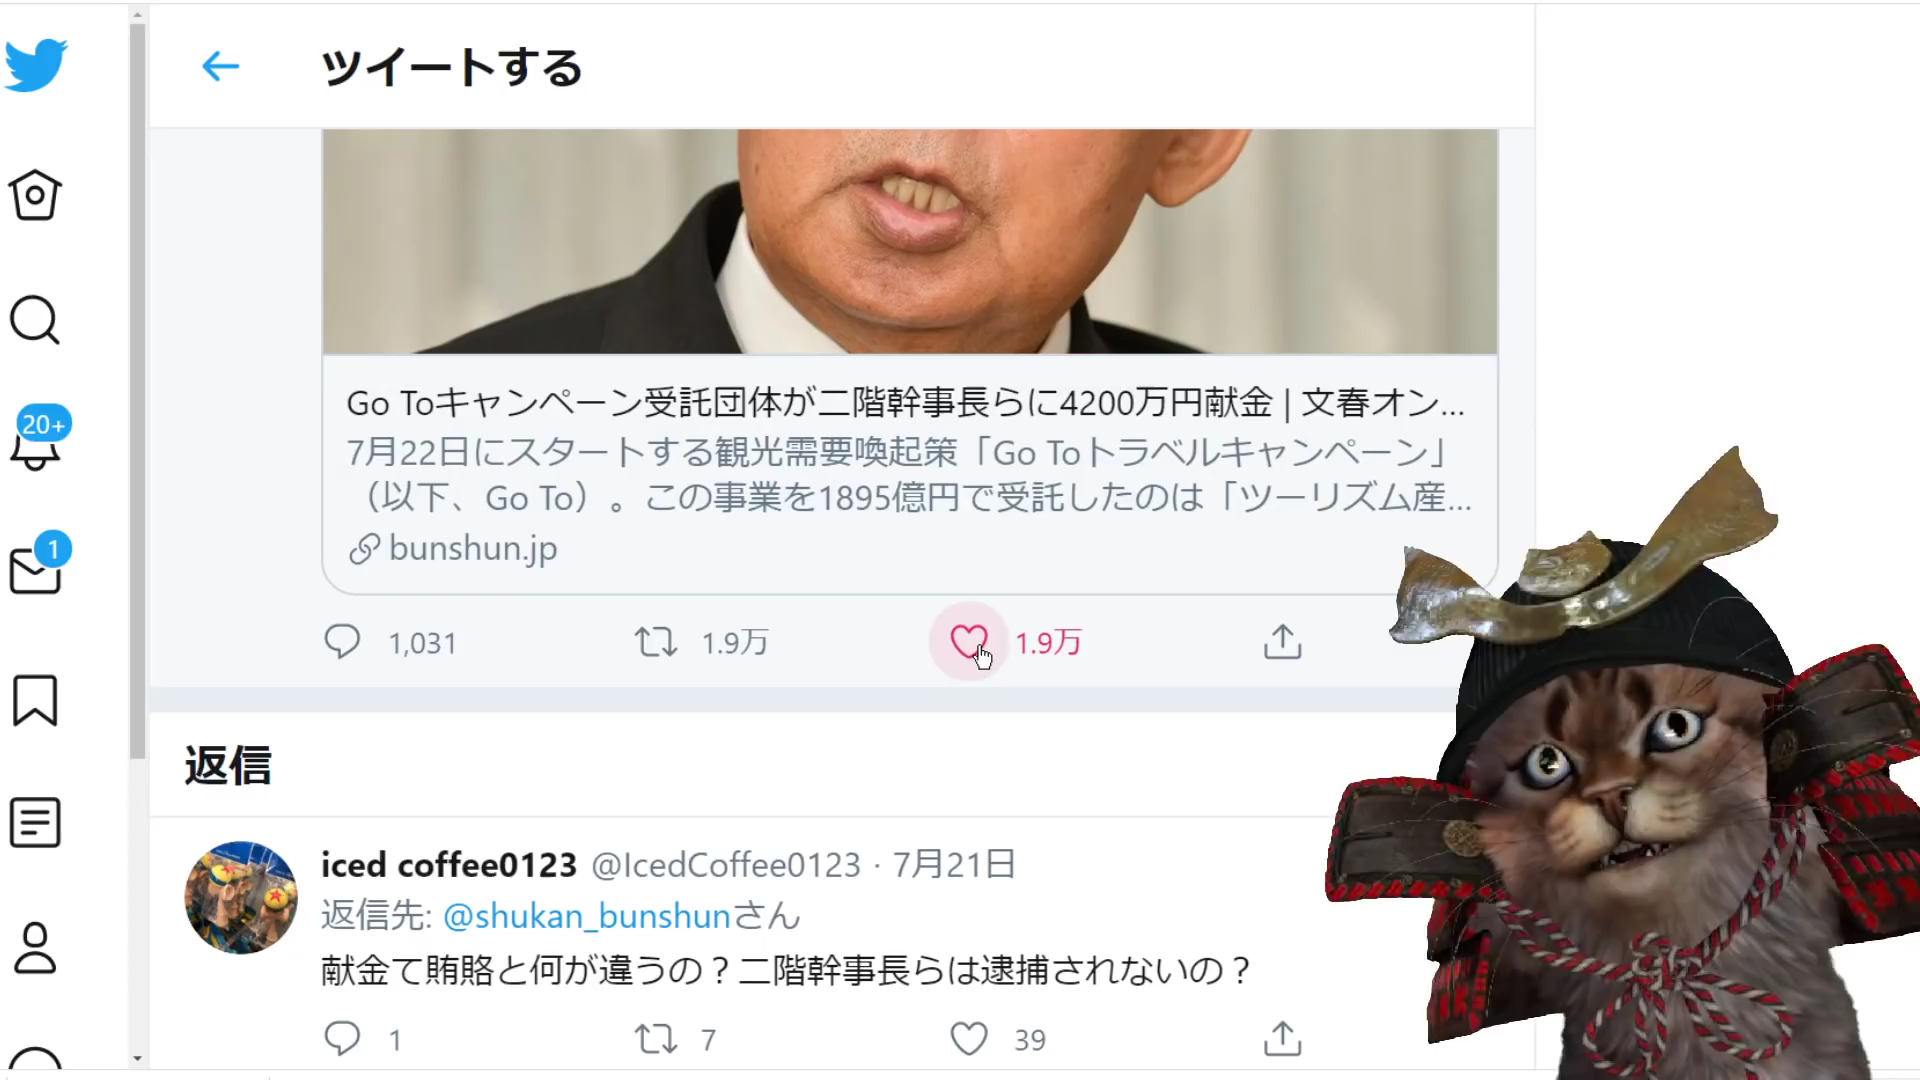 ツイートする
Go Toキャンペーン受託団体が二階幹事長らに4200万円献金 | 文春オン...
7月22日にスタートする観光需要喚起策「Go Toトラベルキャンペーン」
（以下、Go To）。この事業を1895億円で受託したのは「ツーリズム産...
bunshun.jp
1,031 1.9万 1.9万
20+
1
返信
iced coffee0123 @IcedCoffee0123 · 7月21日
返信先: @shukan_bunshunさん
献金て賄賂と何が違うの？二階幹事長らは逮捕されないの？
1 7 39